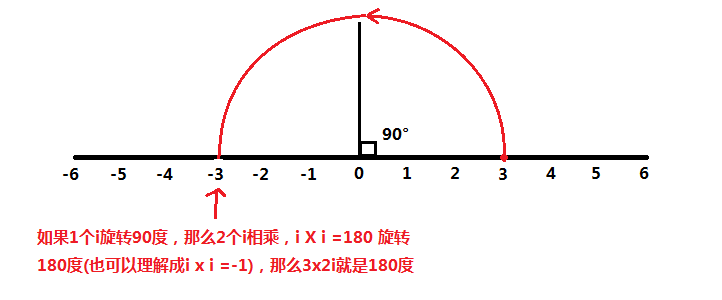 90°
-6 -5 -4 -3 -2 -1 0 1 2 3 4 5 6
如果1个i旋转90度，那么2个i相乘，i X i =180 旋转
180度(也可以理解成i x i =-1)，那么3x2i就是180度